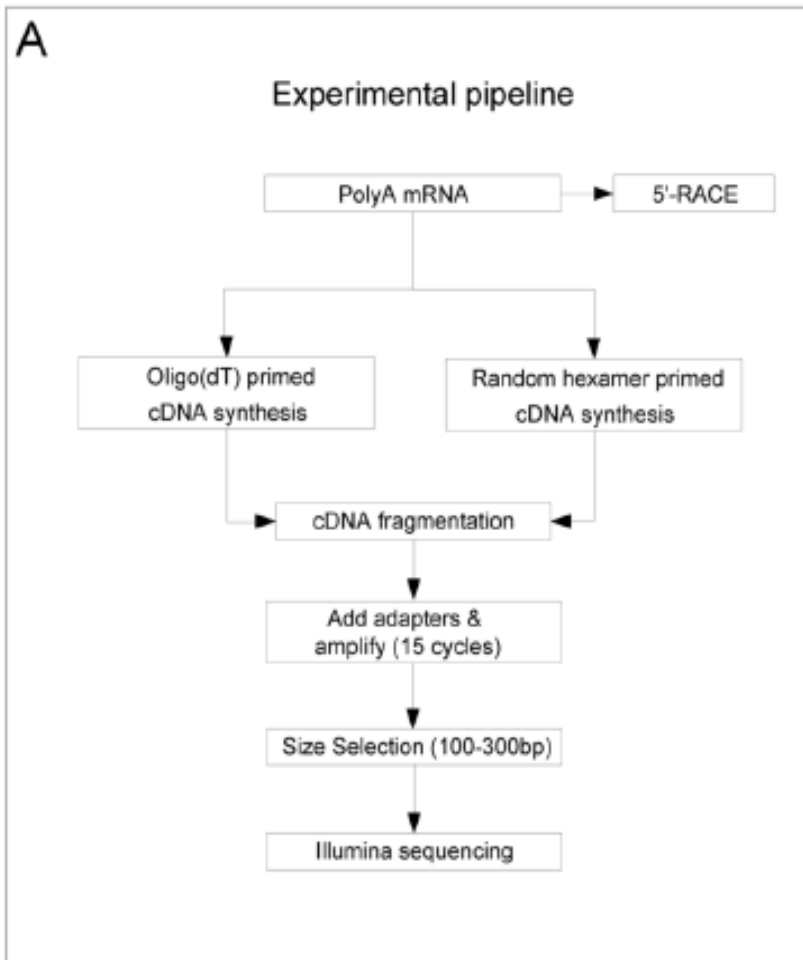 A
Experimental pipeline
PolyA mRNA
5'-RACE
Oligo(dT) primed
cDNA synthesis
Random hexamer primed
cDNA synthesis
cDNA fragmentation
Add adapters &
amplify (15 cycles)
Size Selection (100-300bp)
Illumina sequencing